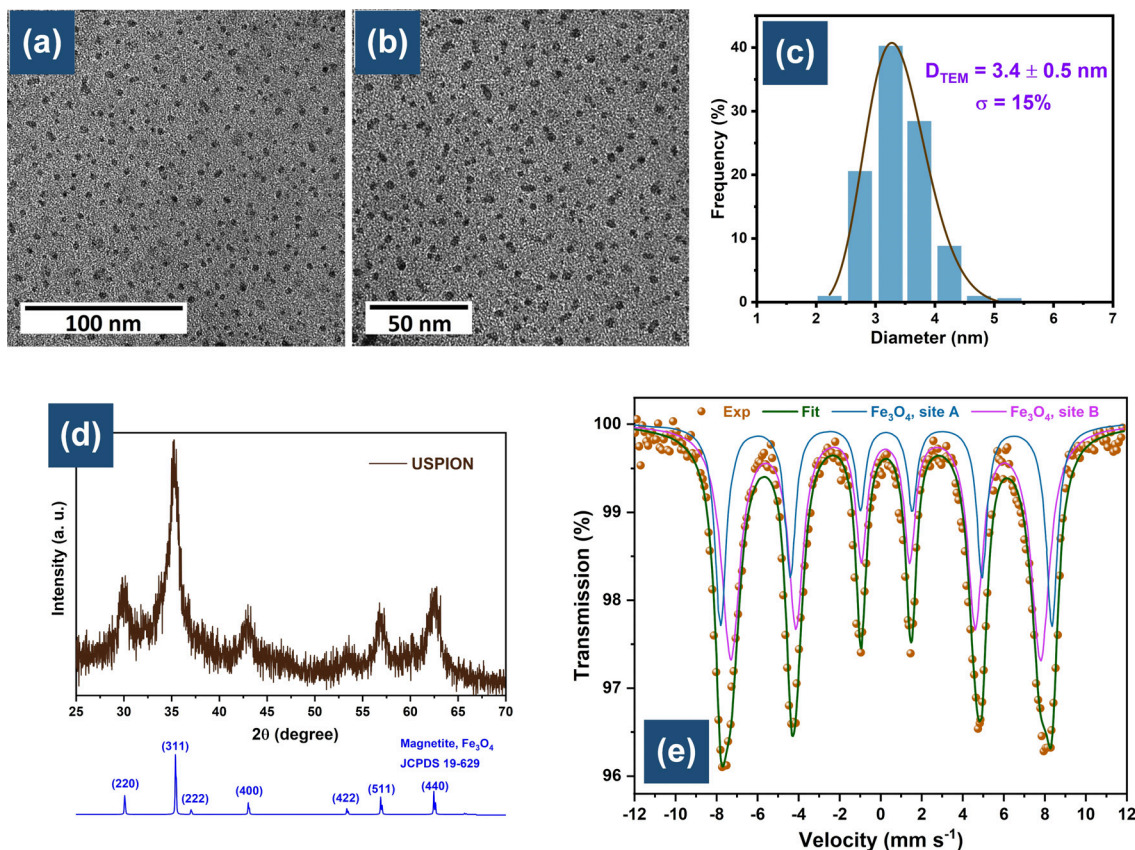 (a)
100 nm
(b)
50 nm
(c)
D_TEM = 3.4 ± 0.5 nm
σ = 15%
Frequency (%)
40
30
20
10
0
1 2 3 4 5 6 7
Diameter (nm)
(d)
USPION
Intensity (a. u.)
25 30 35 40 45 50 55 60 65 70
2θ (degree)
Magnetite, Fe₃O₄
JCPDS 19-629
(220) (311) (222) (400) (422) (511) (440)
(e)
Exp Fit Fe₃O₄, site A Fe₃O₄, site B
Transmission (%)
100
99
98
97
96
-12 -10 -8 -6 -4 -2 0 2 4 6 8 10 12
Velocity (mm s⁻¹)